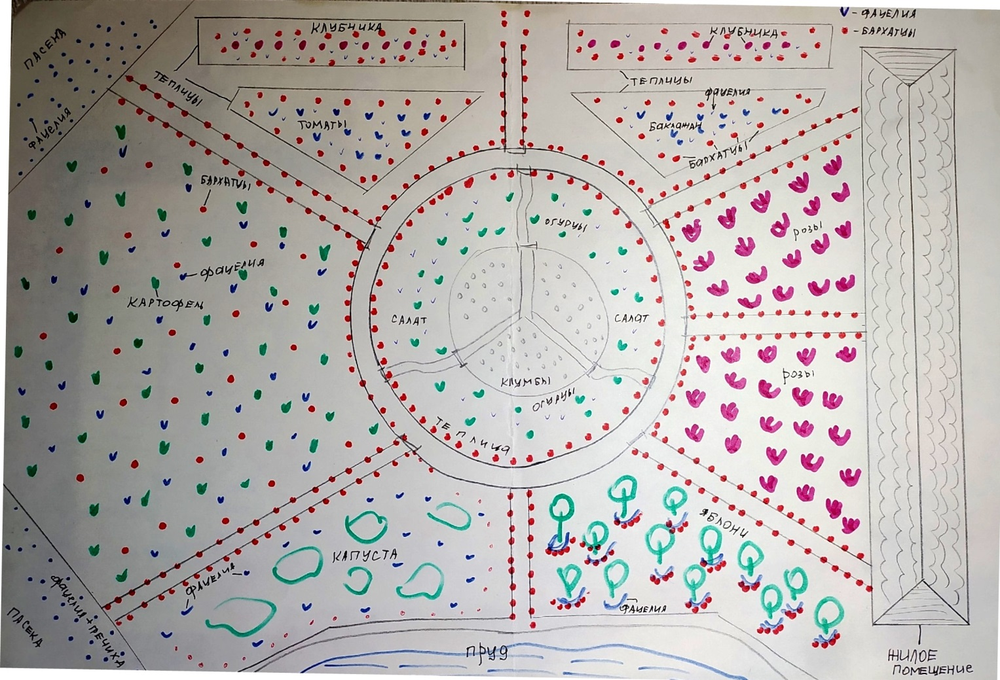 - ФАЦЕЛИЯ
- БАРХАТЦЫ
ПАСЕКА
ФАЦЕЛИЯ
КЛУБНИКА
КЛУБНИКА
ТЕПЛИЦЫ
ТЕПЛИЦЫ
ТОМАТЫ
ФАЦЕЛИЯ
БАКЛАЖАН
БАРХАТЦЫ
БАРХАТЦЫ
ФАЦЕЛИЯ
КАРТОФЕЛЬ
ОГУРЦЫ
САЛАТ
САЛАТ
КЛУМБЫ
ОГУРЦЫ
ТЕПЛИЦА
РОЗЫ
РОЗЫ
ЯБЛОНИ
КАПУСТА
ФАЦЕЛИЯ
ФАЦЕЛИЯ
ФАЦЕЛИЯ + ГРЕЧИХА
ПАСЕКА
ПРУД
ЖИЛОЕ
ПОМЕЩЕНИЕ